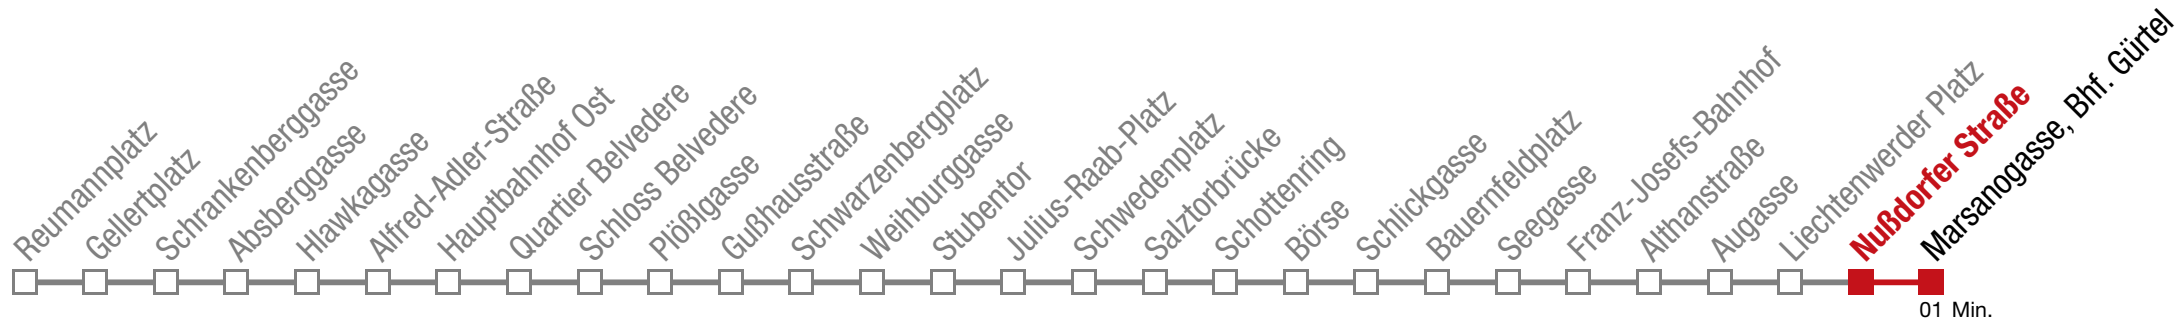 Reumannplatz
Gellertplatz
Schrankenberggasse
Absberggasse
Hlawkagasse
Alfred-Adler-Straße
Hauptbahnhof Ost
Quartier Belvedere
Schloss Belvedere
Plößlgasse
Gußhausstraße
Schwarzenbergplatz
Weihburggasse
Stubentor
Julius-Raab-Platz
Schwedenplatz
Salztorbrücke
Schottenring
Börse
Schlickgasse
Bauernfeldplatz
Seegasse
Franz-Josefs-Bahnhof
Althanstraße
Augasse
Liechtenwerder Platz
Nußdorfer Straße
Marsanogasse, Bhf. Gürtel
01 Min.